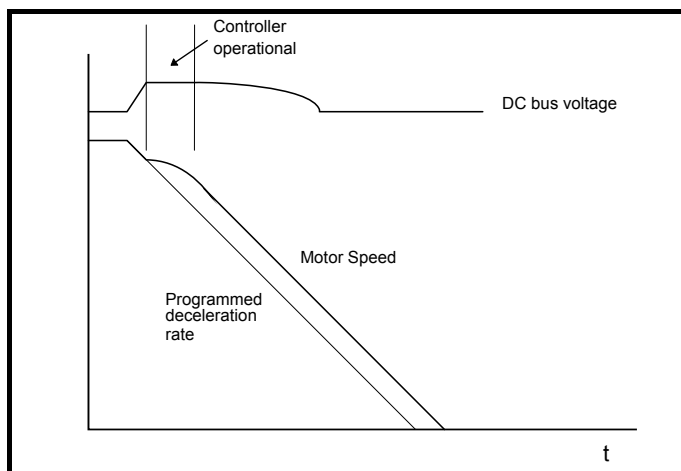 Controller
operational
DC bus voltage
Motor Speed
Programmed
deceleration
rate
t